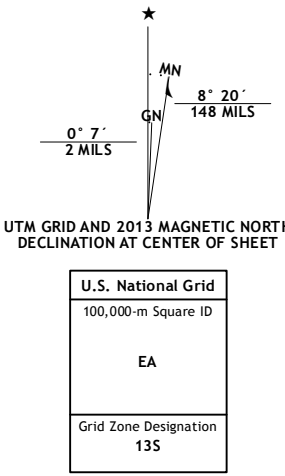 MN
8° 20´
148 MILS
GN
0° 7´
2 MILS
UTM GRID AND 2013 MAGNETIC NORTH
DECLINATION AT CENTER OF SHEET
U.S. National Grid
100,000-m Square ID
EA
Grid Zone Designation
13S